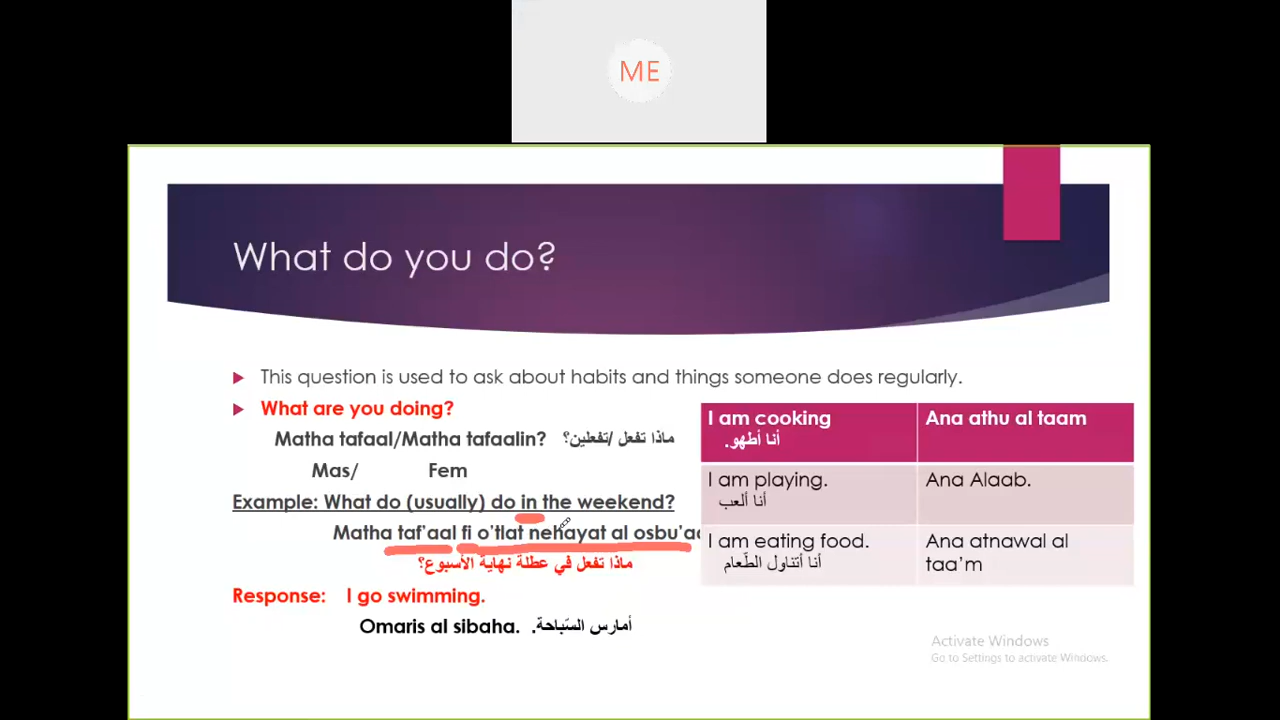 ME
What do you do?
This question is used to ask about habits and things someone does regularly.
What are you doing?
Matha tafaal/Matha tafaalin? ماذا تفعل /تفعلين؟
Mas/ Fem
Example: What do (usually) do in the weekend?
Matha taf’aal fi o’tlat nehayat al
ماذا تفعل في عطلة نهاية الأسبوع؟
Response: I go swimming.
Omaris al sibaha. أمارس السّباحة.
I am cooking
أنا أطهو.
Ana athu al taam
I am playing.
أنا ألعب
Ana Alaab.
I am eating food.
أنا أتناول الطّعام
Ana atnawal al
taa’m
Activate Windows
Go to Settings to activate Windows.